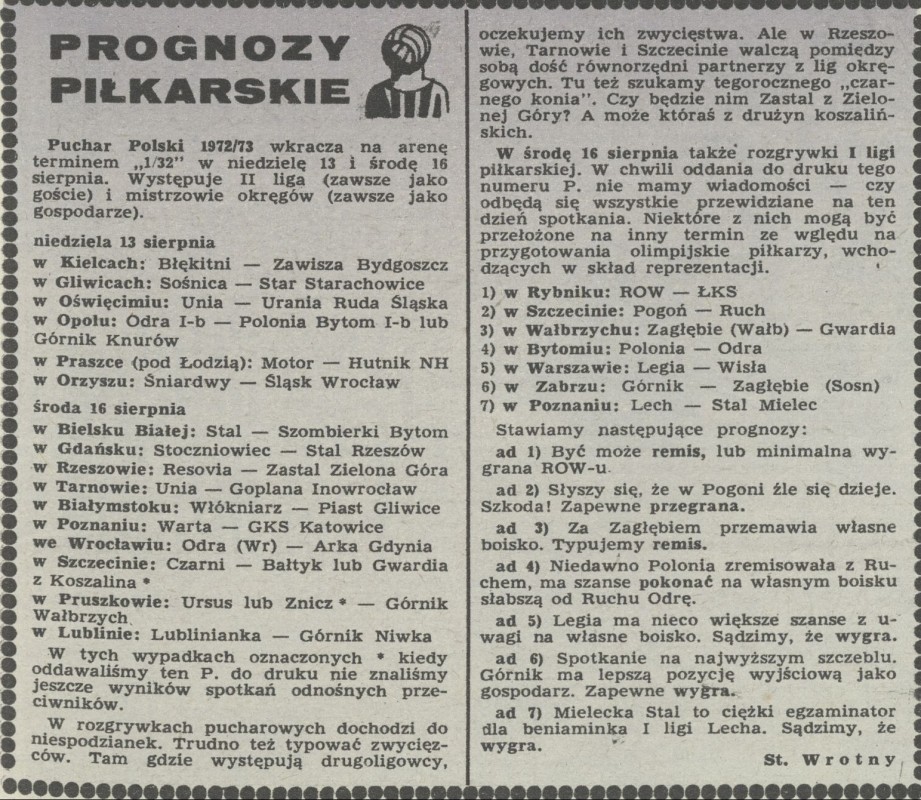 PROGNOZY
PIŁKARSKIE
Puchar Polski 1972/73 wkracza na arenę
terminem „1/32” w niedzielę 13 i środę 16
sierpnia. Występuje II liga (zawsze jako
goście) i mistrzowie okręgów (zawsze jako
gospodarze).
niedziela 13 sierpnia
w Kielcach: Błękitni — Zawisza Bydgoszcz
w Gliwicach: Sośnica — Star Starachowice
w Oświęcimiu: Unia — Urania Ruda Śląska
w Opolu: Odra I-b — Polonia Bytom I-b lub
Górnik Knurów
w Praszce (pod Łodzią): Motor — Hutnik NH
w Orzyszu: Śniardwy — Śląsk Wrocław
środa 16 sierpnia
w Bielsku Białej: Stal — Szombierki Bytom
w Gdańsku: Stoczniowiec — Stal Rzeszów
w Rzeszowie: Resovia — Zastal Zielona Góra
w Tarnowie: Unia — Goplana Inowrocław
w Białymstoku: Włókniarz — Piast Gliwice
w Poznaniu: Warta — GKS Katowice
we Wrocławiu: Odra (Wr) — Arka Gdynia
w Szczecinie: Czarni — Bałtyk lub Gwardia
z Koszalina *
w Pruszkowie: Ursus lub Znicz * — Górnik
Wałbrzych
w Lublinie: Lublinianka — Górnik Niwka
W tych wypadkach oznaczonych * kiedy
oddawaliśmy ten P. do druku nie znaliśmy
jeszcze wyników spotkań odnośnych prze-
ciwników.
W rozgrywkach pucharowych dochodzi do
niespodzianek. Trudno też typować zwycięz-
ców. Tam gdzie występują drugoligowcy,
oczekujemy ich zwycięstwa. Ale w Rzeszo-
wie, Tarnowie i Szczecinie walczą pomiędzy
sobą dość równorzędni partnerzy z lig okrę-
gowych. Tu też szukamy tegorocznego „czar-
nego konia”. Czy będzie nim Zastal z Zielo-
nej Góry? A może któraś z drużyn koszaliń-
skich.
W środę 16 sierpnia także rozgrywki I ligi
piłkarskiej. W chwili oddania do druku tego
numeru P. nie mamy wiadomości — czy
odbędą się wszystkie przewidziane na ten
dzień spotkania. Niektóre z nich mogą być
przełożone na inny termin ze względu na
przygotowania olimpijskie piłkarzy, wcho-
dzących w skład reprezentacji.
1) w Rybniku: ROW — ŁKS
2) w Szczecinie: Pogoń — Ruch
3) w Wałbrzychu: Zagłębie (Wałb) — Gwardia
4) w Bytomiu: Polonia — Odra
5) w Warszawie: Legia — Wisła
6) w Zabrzu: Górnik — Zagłębie (Sosn)
7) w Poznaniu: Lech — Stal Mielec
Stawiamy następujące prognozy:
ad 1) Być może remis, lub minimalna wy-
grana ROW-u.
ad 2) Słyszy się, że w Pogoni źle się dzieje.
Szkoda! Zapewne przegrana.
ad 3) Za Zagłębiem przemawia własne
boisko. Typujemy remis.
ad 4) Niedawno Polonia zremisowała z Ru-
chem, ma szanse pokonać na własnym boisku
słabszą od Ruchu Odrę.
ad 5) Legia ma nieco większe szanse z u-
wagi na własne boisko. Sądzimy, że wygra.
ad 6) Spotkanie na najwyższym szczeblu.
Górnik ma lepszą pozycję wyjściową jako
gospodarz. Zapewne wygra.
ad 7) Mielecka Stal to ciężki egzaminator
dla beniaminka I ligi Lecha. Sądzimy, że
wygra.
St. Wrotny